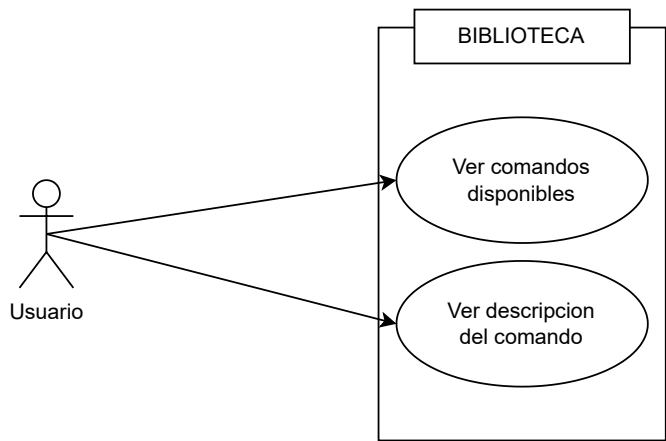 BIBLIOTECA
Ver comandos
disponibles
Usuario
Ver descripcion
del comando